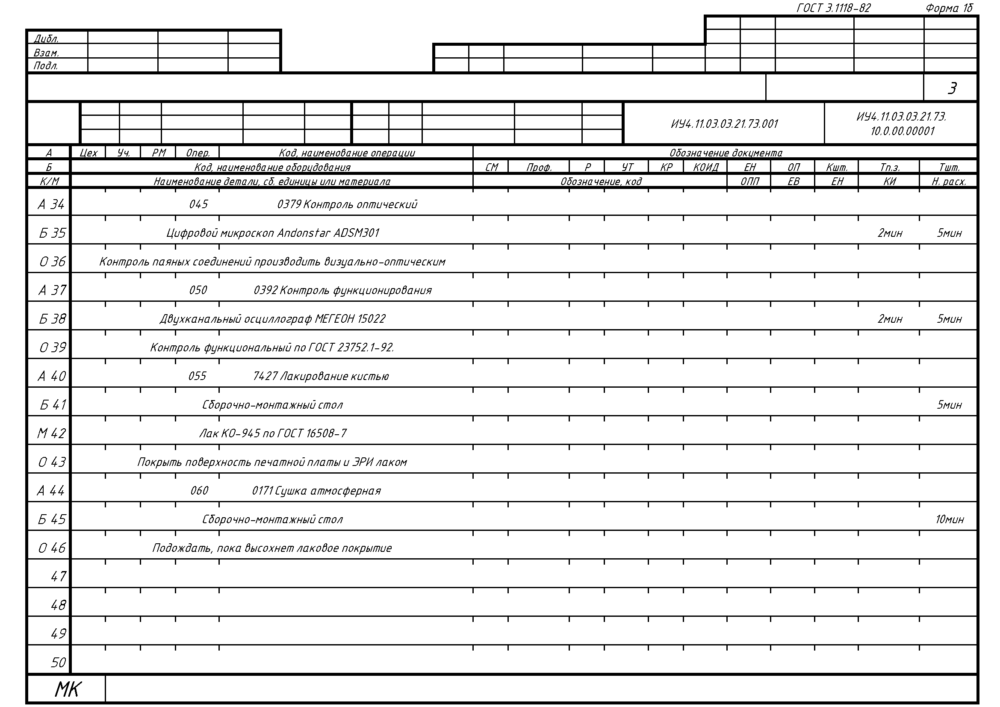 ГОСТ 3.1118-82 Форма 1б
Дубл.
Взам.
Подл.
3
ИУ4.11.03.03.21.73.001
ИУ4.11.03.03.21.73.
10.0.00.00001
А Цех Уч. РМ Опер. Код, наименование операции Обозначение документа
Б Код, наименование оборудования СМ Проф. Р УТ КР КОИД ЕН ОП Кшт. Тп.з. Тшт.
К/М Наименование детали, сб. единицы или материала Обозначение, код ОПП ЕВ ЕН КИ Н. расх.
А 34 045 0379 Контроль оптический
Б 35 Цифровой микроскоп Andonstar ADSM301 2мин 5мин
О 36 Контроль паяных соединений производить визуально-оптическим
А 37 050 0392 Контроль функционирования
Б 38 Двухканальный осциллограф МЕГЕОН 15022 2мин 5мин
О 39 Контроль функциональный по ГОСТ 23752.1-92.
А 40 055 7427 Лакирование кистью
Б 41 Сборочно-монтажный стол 5мин
М 42 Лак КО-945 по ГОСТ 16508-7
О 43 Покрыть поверхность печатной платы и ЭРИ лаком
А 44 060 0171 Сушка атмосферная
Б 45 Сборочно-монтажный стол 10мин
О 46 Подождать, пока высохнет лаковое покрытие
47
48
49
50
МК